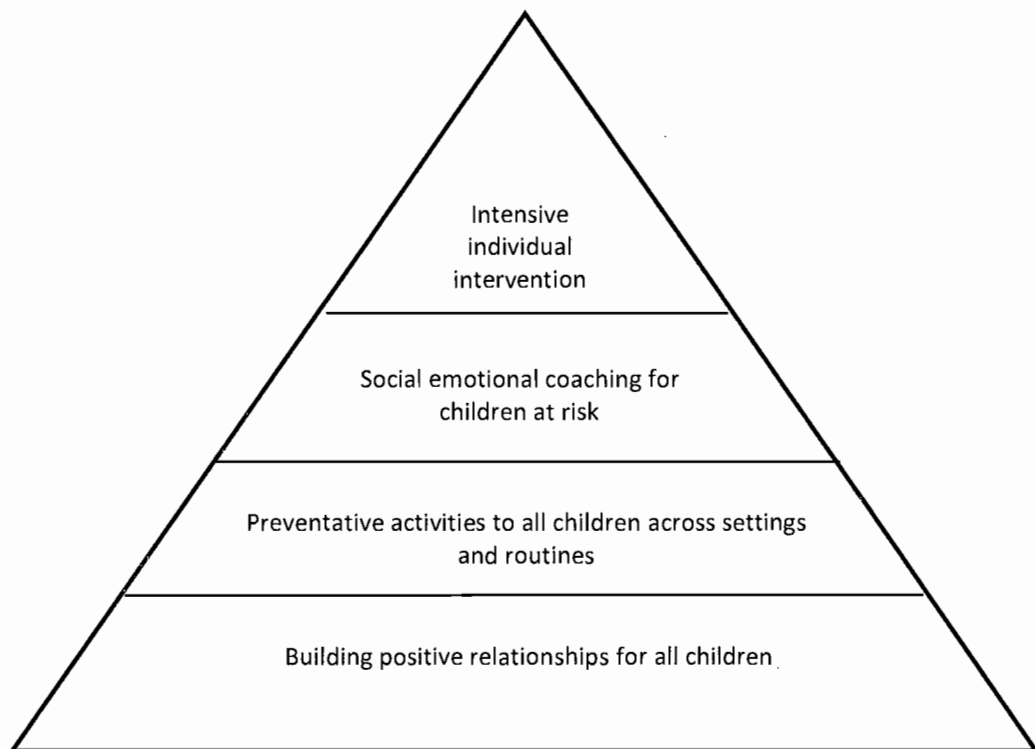 Intensive
individual
intervention
Social emotional coaching for
children at risk
Preventative activities to all children across settings
and routines
Building positive relationships for all children